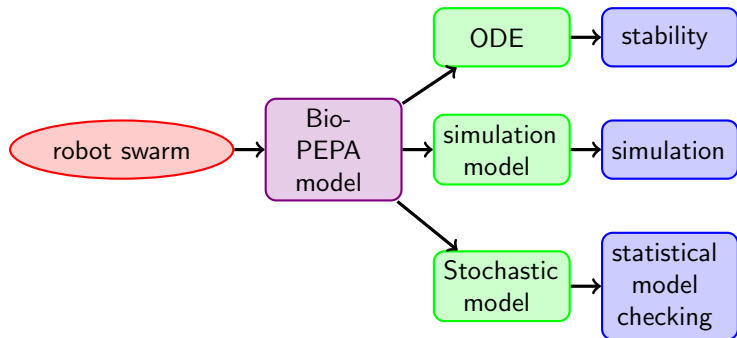 robot swarm
Bio-
PEPA
model
ODE
stability
simulation
model
simulation
Stochastic
model
statistical
model
checking